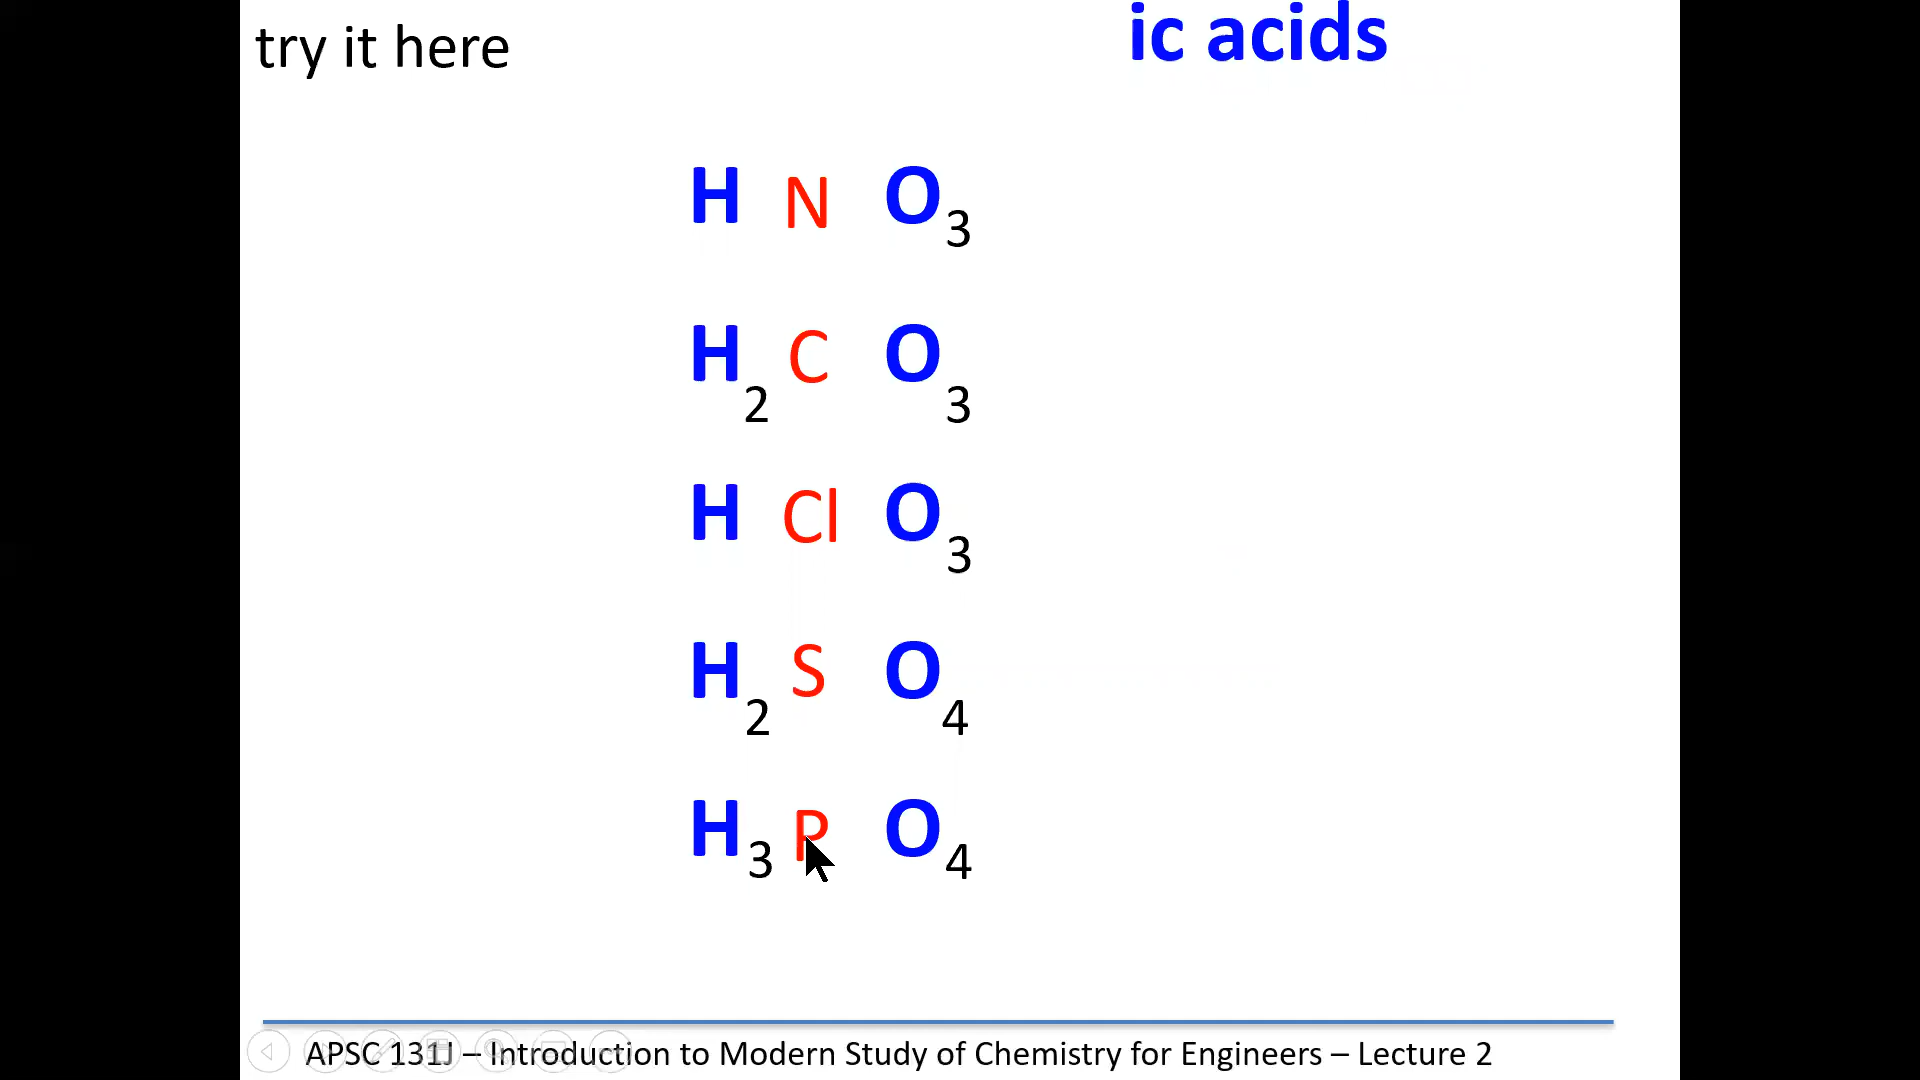 try it here
ic acids
H N O3
H2 C O3
H Cl O3
H2 S O4
H3 P O4
APSC 131J – Introduction to Modern Study of Chemistry for Engineers – Lecture 2